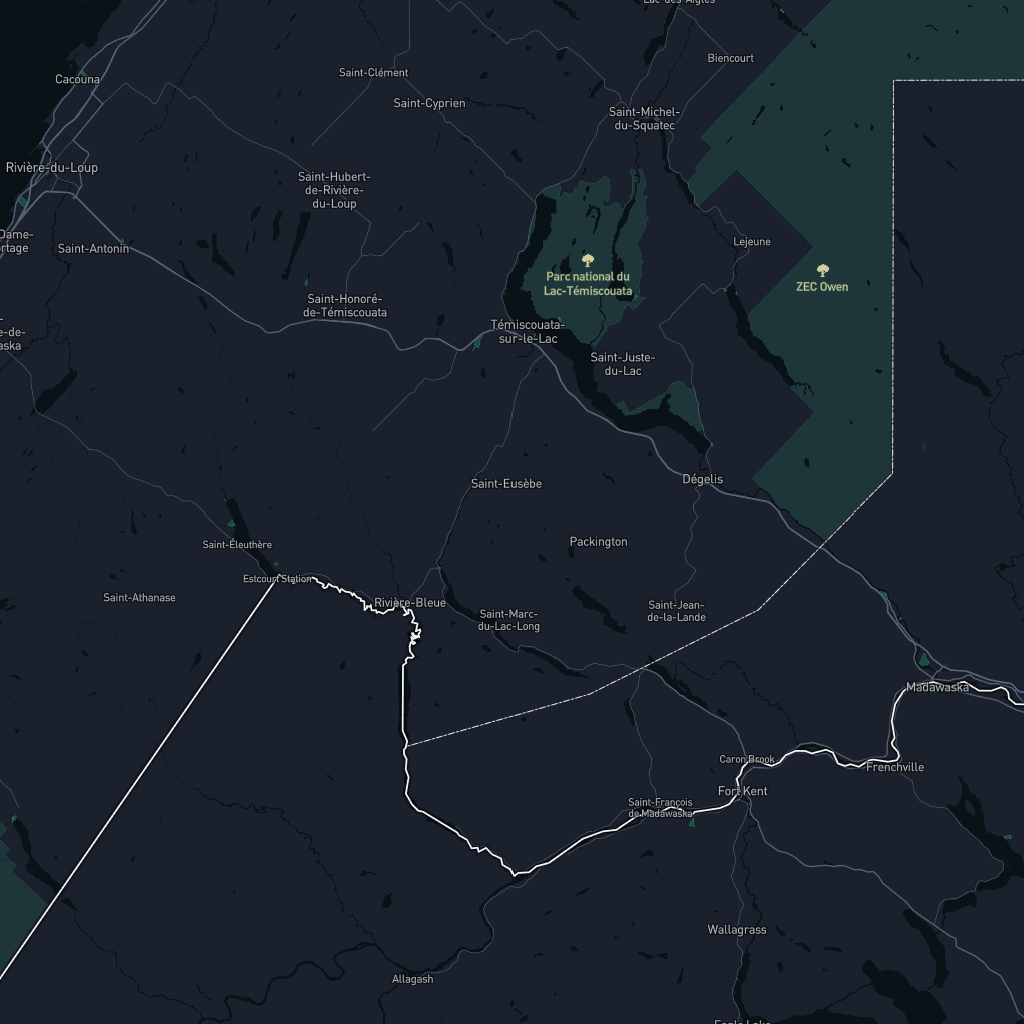 Lac-des-Aigles
Biencourt
Saint-Clément
Cacouna
Saint-Cyprien
Saint-Michel-
du-Squatec
Rivière-du-Loup
Saint-Hubert-
de-Rivière-
du-Loup
Dame-
rtage
Saint-Antonin
Lejeune
Parc national du
Lac-Témiscouata
ZEC Owen
Saint-Honoré-
de-Témiscouata
Témiscouata-
sur-le-Lac
-
e-de-
aska
Saint-Juste-
du-Lac
Saint-Eusèbe
Dégelis
Packington
Saint-Éleuthère
Estcourt Station
Saint-Athanase
Rivière-Bleue
Saint-Marc-
du-Lac-Long
Saint-Jean-
de-la-Lande
Madawaska
Caron Brook
Frenchville
Fort Kent
Saint-François
de Madawaska
Wallagrass
Allagash
Eagle Lake